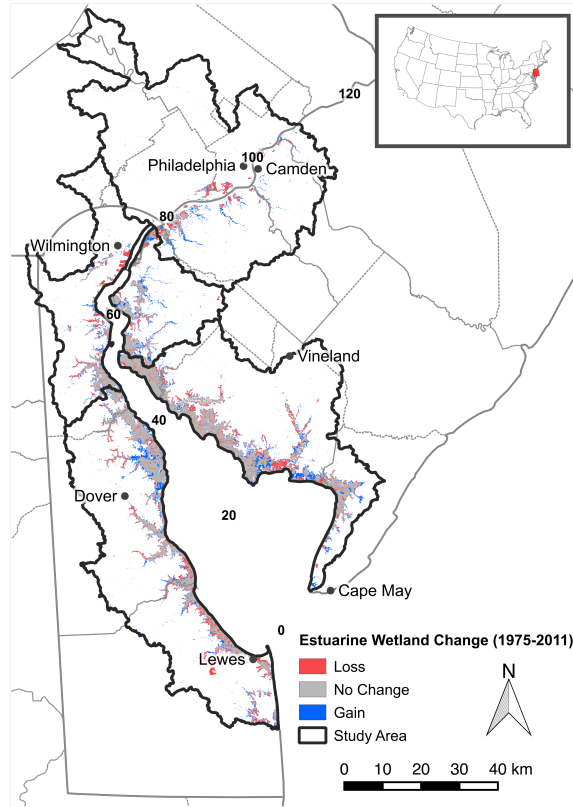 120
Philadelphia
100
Camden
80
Wilmington
60
Vineland
40
Dover
20
Cape May
0
Estuarine Wetland Change (1975-2011)
Lewes
Loss
No Change
Gain
Study Area
N
0 10 20 30 40 km